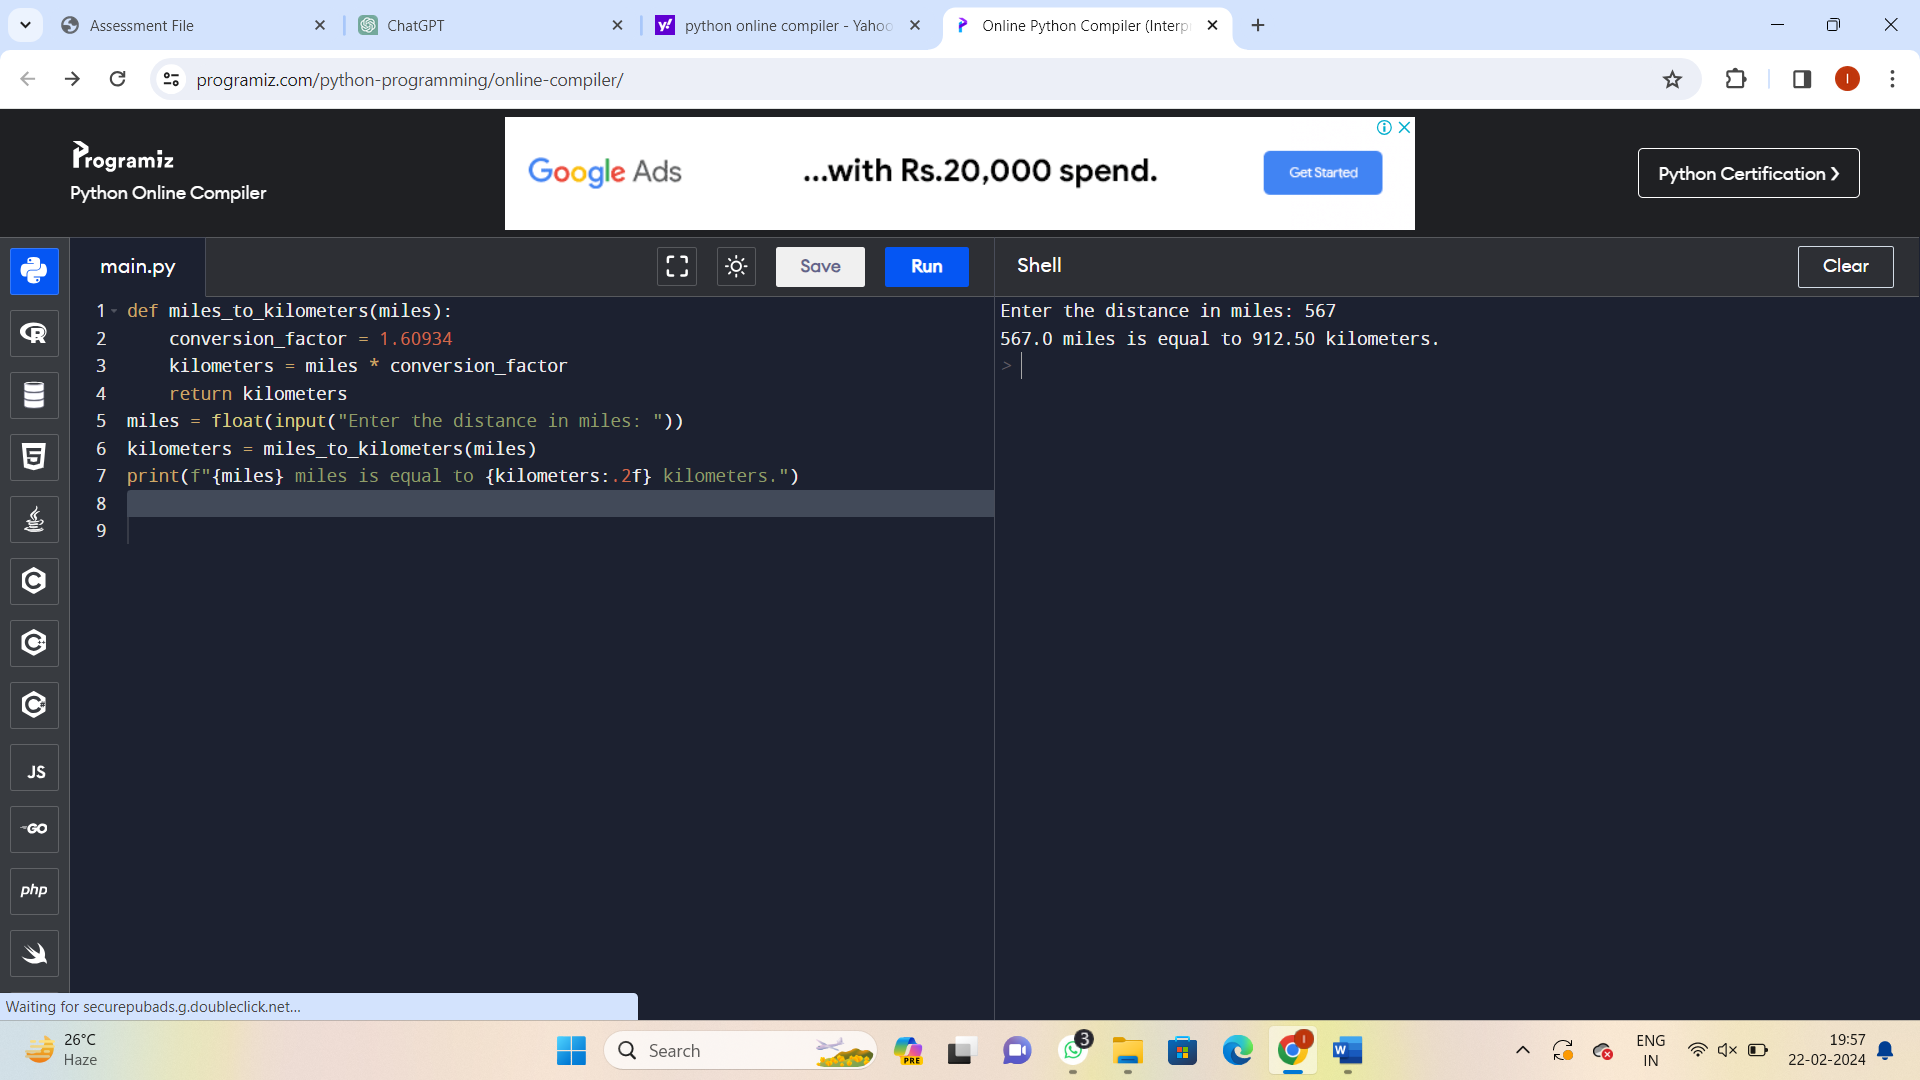 Assessment File
ChatGPT
python online compiler - Yahoo
Online Python Compiler (Interp
programiz.com/python-programming/online-compiler/
I
Programiz
Python Online Compiler
Google Ads
...with Rs.20,000 spend.
Get Started
Python Certification ❯
main.py
Save
Run
Shell
Clear
1 def miles_to_kilometers(miles):
2     conversion_factor = 1.60934
3     kilometers = miles * conversion_factor
4     return kilometers
5 miles = float(input("Enter the distance in miles: "))
6 kilometers = miles_to_kilometers(miles)
7 print(f"{miles} miles is equal to {kilometers:.2f} kilometers.")
8
9
Enter the distance in miles: 567
567.0 miles is equal to 912.50 kilometers.
>
R
5
C
C++
C#
JS
GO
php
Waiting for securepubads.g.doubleclick.net...
26°C
Haze
Search
PRE
3
I
W
ENG
IN
19:57
22-02-2024